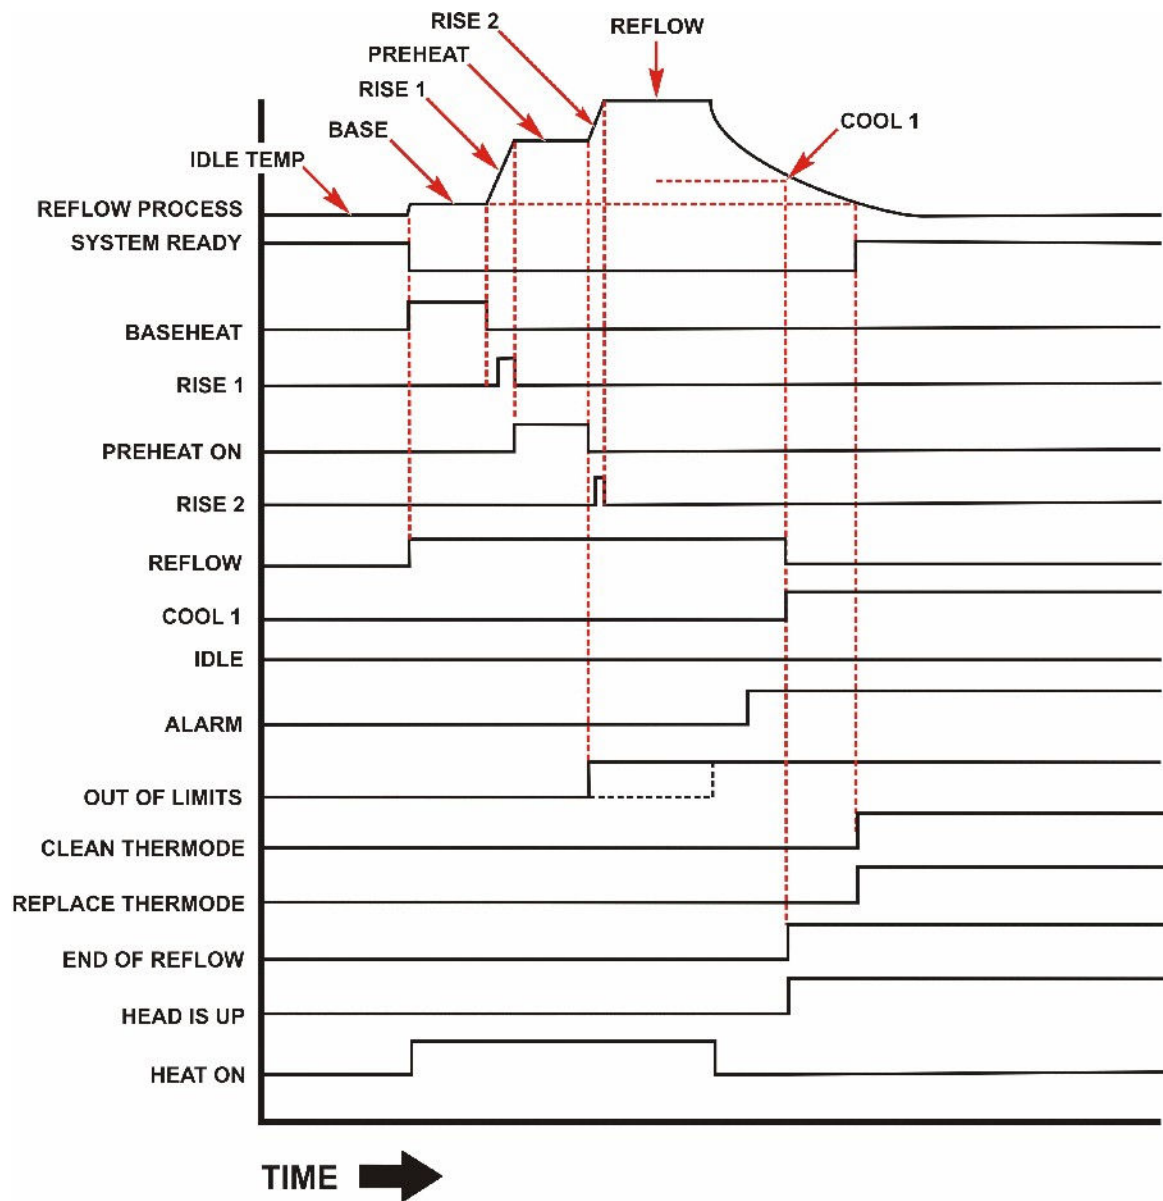 RISE 2
REFLOW
PREHEAT
RISE 1
COOL 1
BASE
IDLE TEMP
REFLOW PROCESS
SYSTEM READY
BASEHEAT
RISE 1
PREHEAT ON
RISE 2
REFLOW
COOL 1
IDLE
ALARM
OUT OF LIMITS
CLEAN THERMODE
REPLACE THERMODE
END OF REFLOW
HEAD IS UP
HEAT ON
TIME